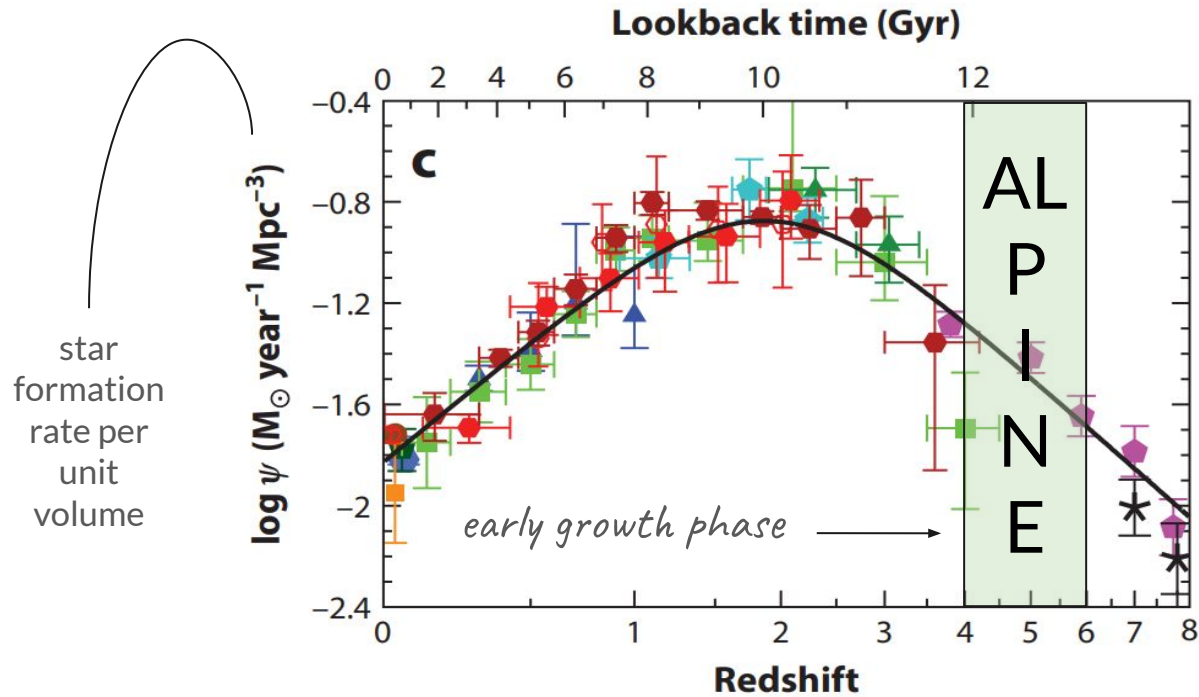 Lookback time (Gyr)
0 2 4 6 8 10 12
−0.4
−0.8
−1.2
−1.6
−2
−2.4
log ψ (M⊙ year−1 Mpc−3)
c
star
formation
rate per
unit
volume
early growth phase
AL
P
I
N
E
0 1 2 3 4 5 6 7 8
Redshift